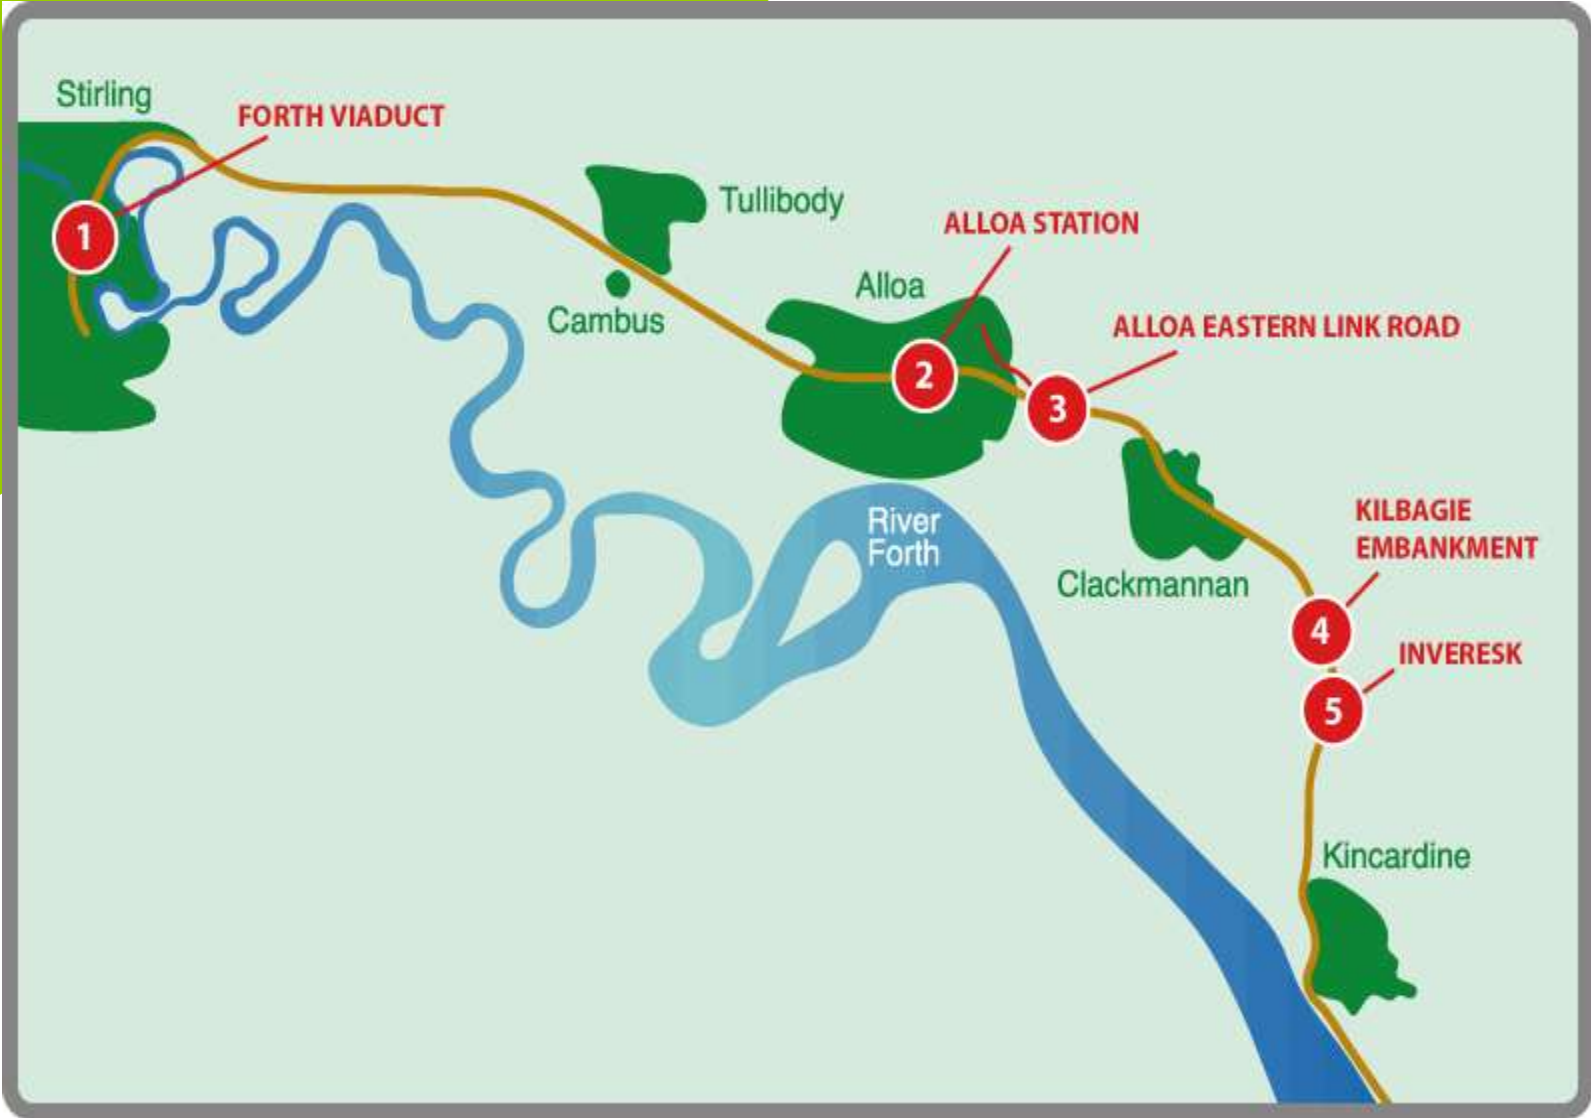 Stirling
FORTH VIADUCT
1
Tullibody
Cambus
ALLOA STATION
Alloa
2
ALLOA EASTERN LINK ROAD
3
River
Forth
Clackmannan
KILBAGIE
EMBANKMENT
4
INVERESK
5
Kincardine